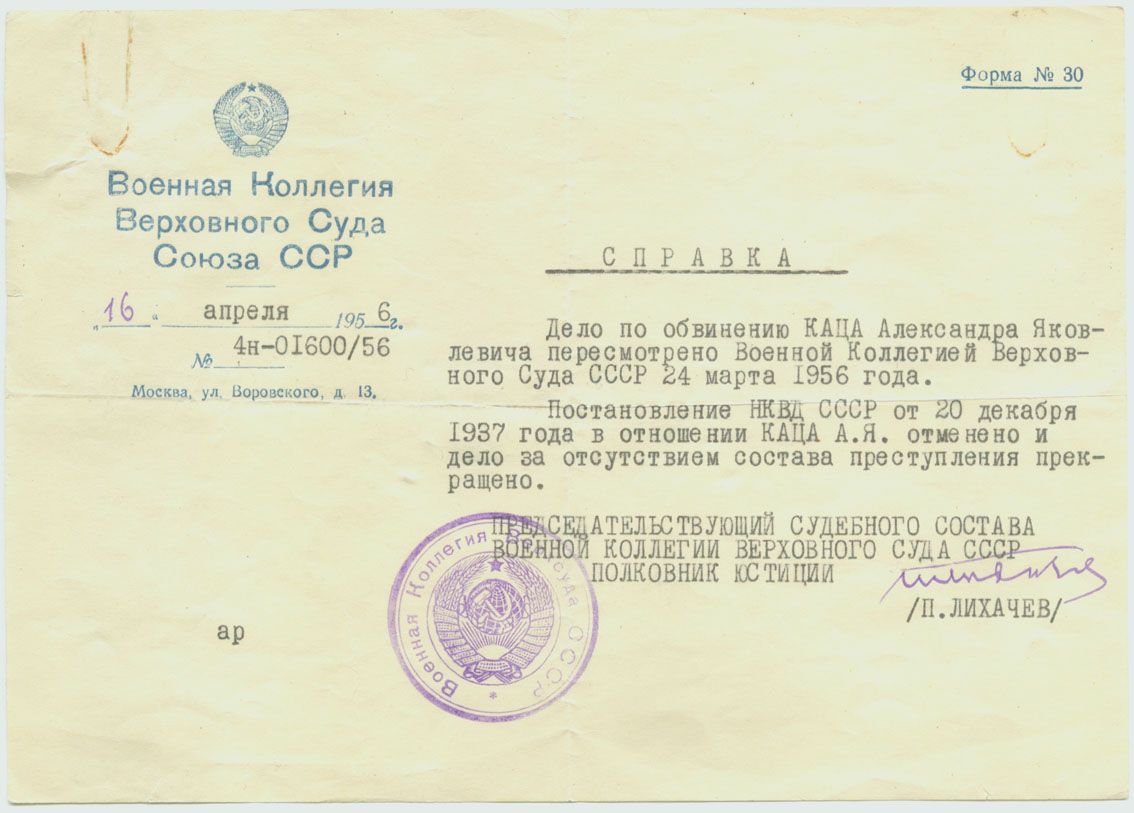 Форма № 30
Военная Коллегия
Верховного Суда
Союза ССР
„16“ апреля 1956 г.
№ 4н-01600/56
Москва, ул. Воровского, д. 13.
СПРАВКА
Дело по обвинению КАЦА Александра Яков-
левича пересмотрено Военной Коллегией Верхов-
ного Суда СССР 24 марта 1956 года.
Постановление НКВД СССР от 20 декабря
1937 года в отношении КАЦА А.Я. отменено и
дело за отсутствием состава преступления прек-
ращено.
ПРЕДСЕДАТЕЛЬСТВУЮЩИЙ СУДЕБНОГО СОСТАВА
ВОЕННОЙ КОЛЛЕГИИ ВЕРХОВНОГО СУДА СССР
ПОЛКОВНИК ЮСТИЦИИ
/П.ЛИХАЧЕВ/
ар
Военная Коллегия Верхсуда СССР *